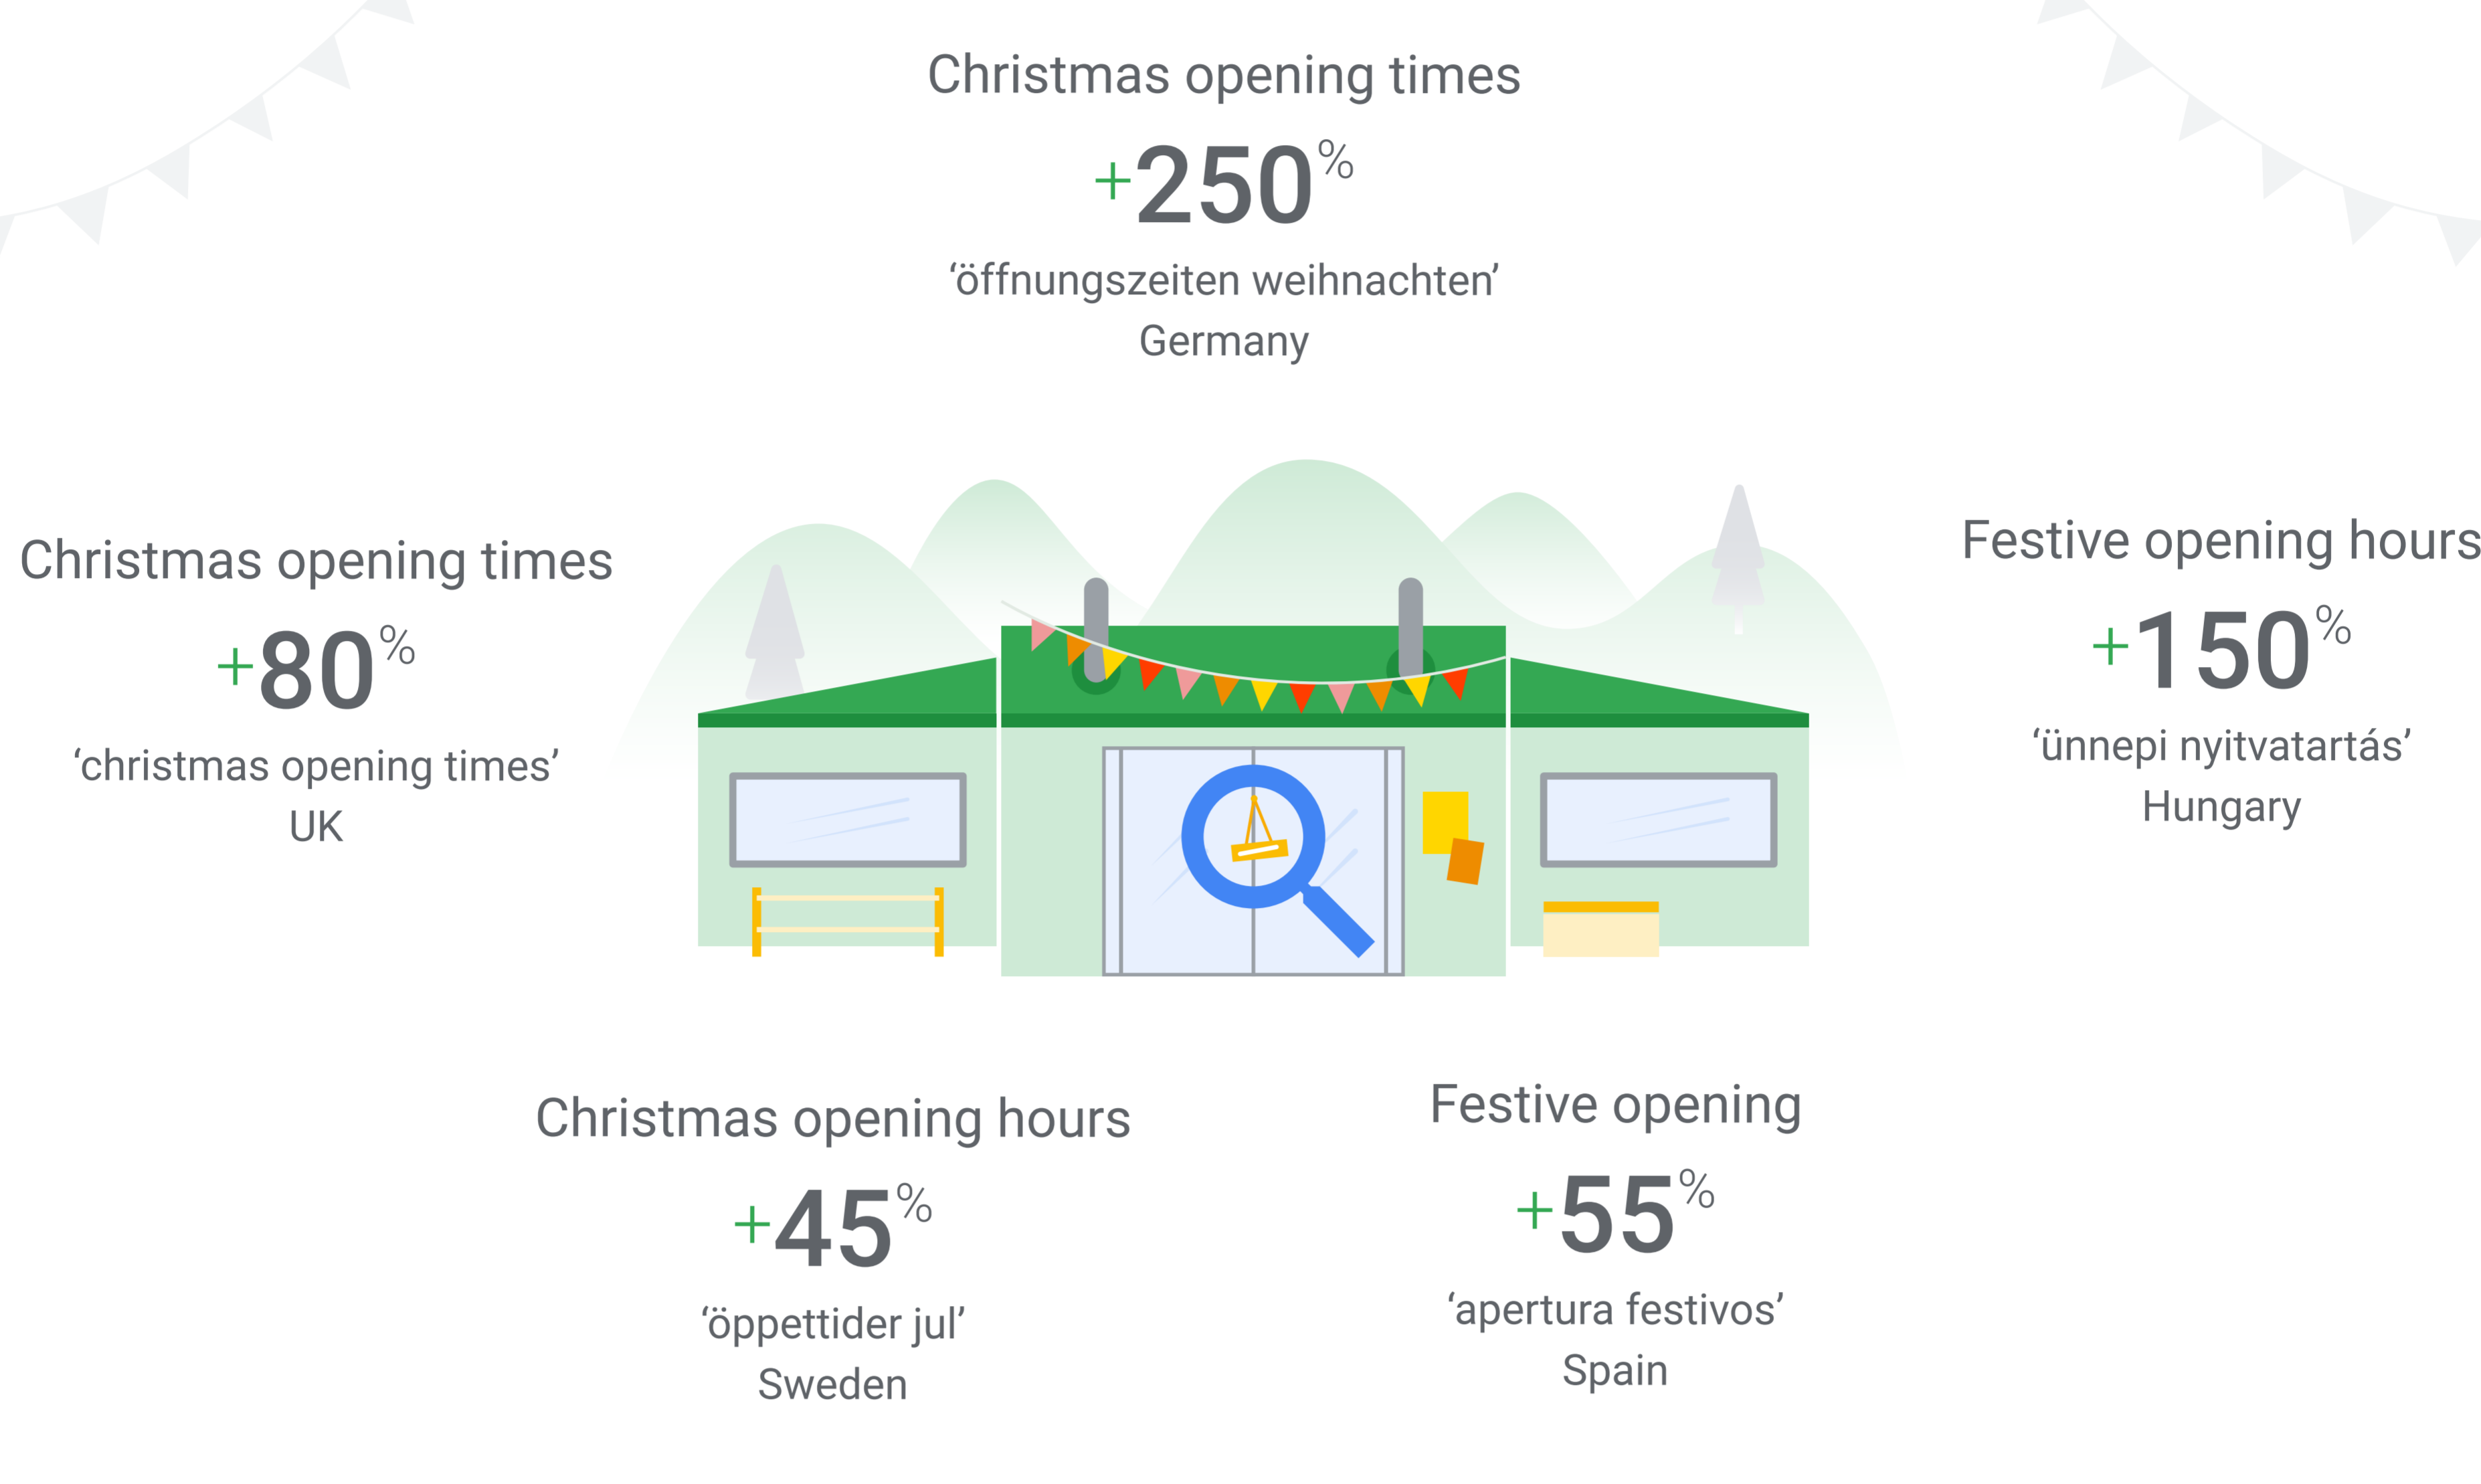 Christmas opening times
+250%
‘öffnungszeiten weihnachten’
Germany
Christmas opening times
+80%
‘christmas opening times’
UK
Festive opening hours
+150%
‘ünnepi nyitvatartás’
Hungary
Christmas opening hours
+45%
‘öppettider jul’
Sweden
Festive opening
+55%
‘apertura festivos’
Spain